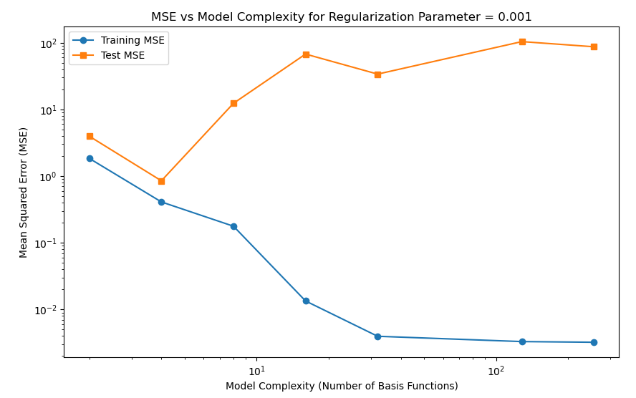 MSE vs Model Complexity for Regularization Parameter = 0.001
Training MSE
Test MSE
Mean Squared Error (MSE)
10²
10¹
10⁰
10⁻¹
10⁻²
10¹
10²
Model Complexity (Number of Basis Functions)